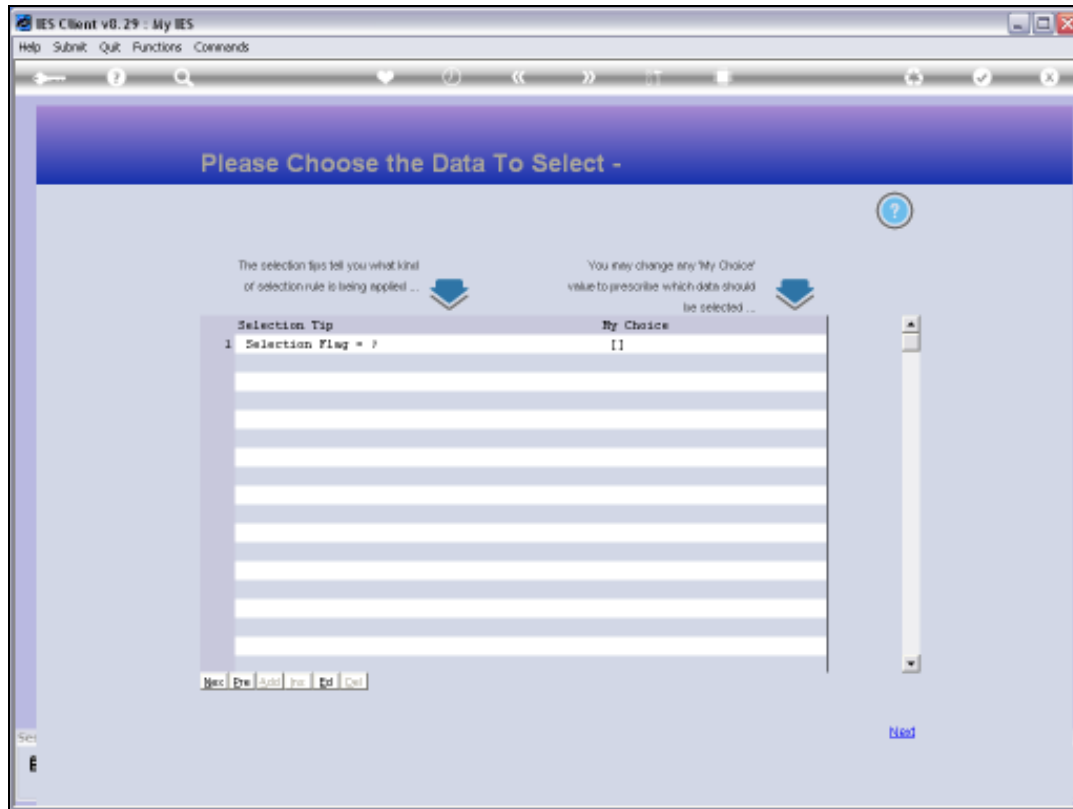 IES Client v8.29 : My IES
Help Submit Quit Functions Commands
Please Choose the Data To Select -
The selection tips tell you what kind
of selection rule is being applied ...
You may change any 'My Choice'
value to prescribe which data should
be selected ...
Selection Tip My Choice
1 Selection Flag = ? []
Nex Pre Add Ins Ed Del
Next